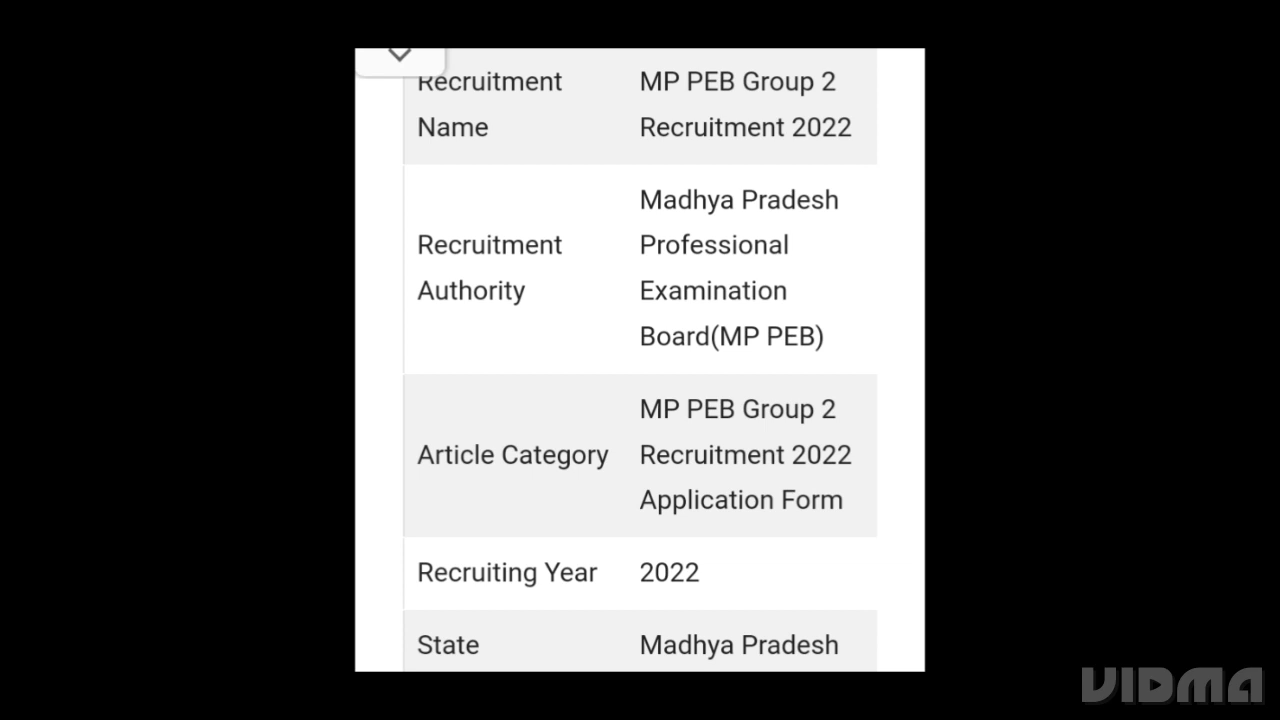 Recruitment Name MP PEB Group 2 Recruitment 2022
Recruitment Authority Madhya Pradesh Professional Examination Board(MP PEB)
Article Category MP PEB Group 2 Recruitment 2022 Application Form
Recruiting Year 2022
State Madhya Pradesh
VIDMA